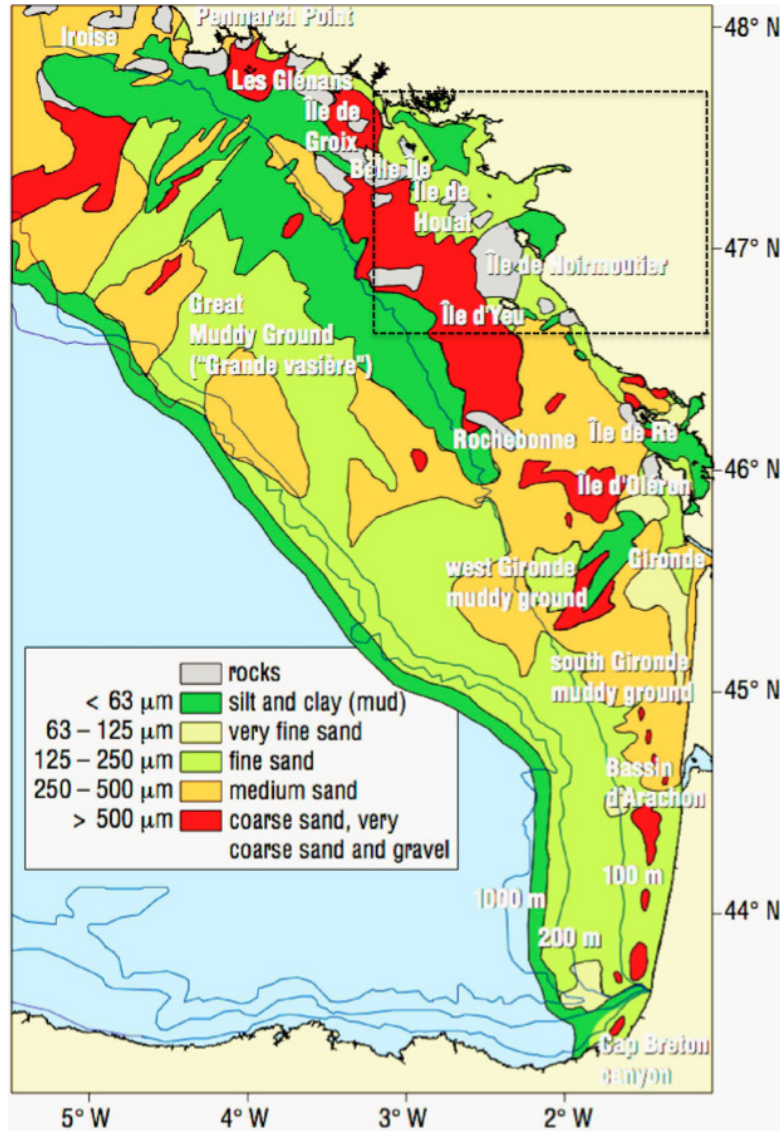 Penmarch Point
48° N
Iroise
Les Glénans
Île de
Groix
Belle Île
Île de
Houat
47° N
Île de Noirmoutier
Great
Muddy Ground
("Grande vasière")
Île d'Yeu
Rochebonne
Île de Ré
46° N
Île d'Oléron
west Gironde
muddy ground
Gironde
south Gironde
muddy ground
45° N
rocks
< 63 µm silt and clay (mud)
63 – 125 µm very fine sand
125 – 250 µm fine sand
250 – 500 µm medium sand
> 500 µm coarse sand, very
coarse sand and gravel
Bassin
d'Arachon
100 m
1000 m
44° N
200 m
Cap Breton
canyon
5° W
4° W
3° W
2° W